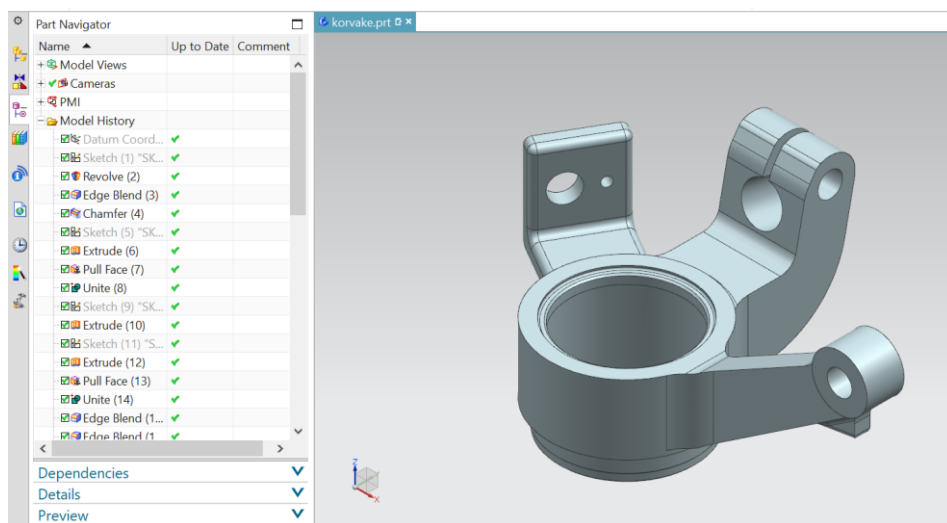 Part Navigator
korvake.prt
Name Up to Date Comment
Model Views
Cameras
PMI
Model History
Datum Coord...
Sketch (1) "SK...
Revolve (2)
Edge Blend (3)
Chamfer (4)
Sketch (5) "SK...
Extrude (6)
Pull Face (7)
Unite (8)
Sketch (9) "SK...
Extrude (10)
Sketch (11) "S...
Extrude (12)
Pull Face (13)
Unite (14)
Edge Blend (1...
Edge Blend (1
Dependencies
Details
Preview
Z
X